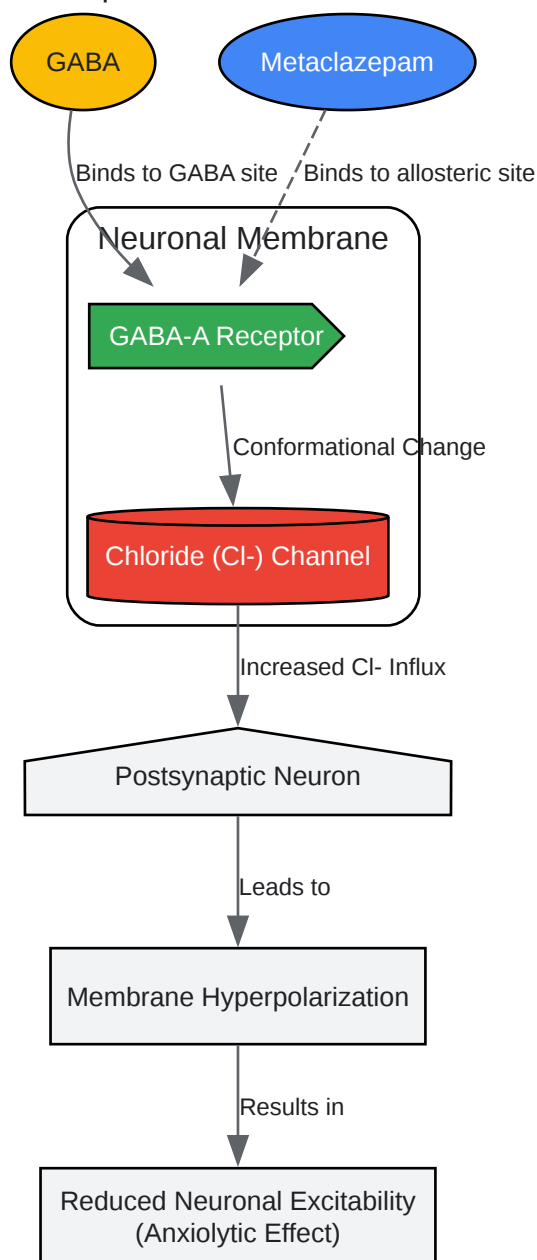 GABA
Metaclazepam
Binds to GABA site
Binds to allosteric site
Neuronal Membrane
GABA-A Receptor
Conformational Change
Chloride (Cl-) Channel
Increased Cl- Influx
Postsynaptic Neuron
Leads to
Membrane Hyperpolarization
Results in
Reduced Neuronal Excitability
(Anxiolytic Effect)